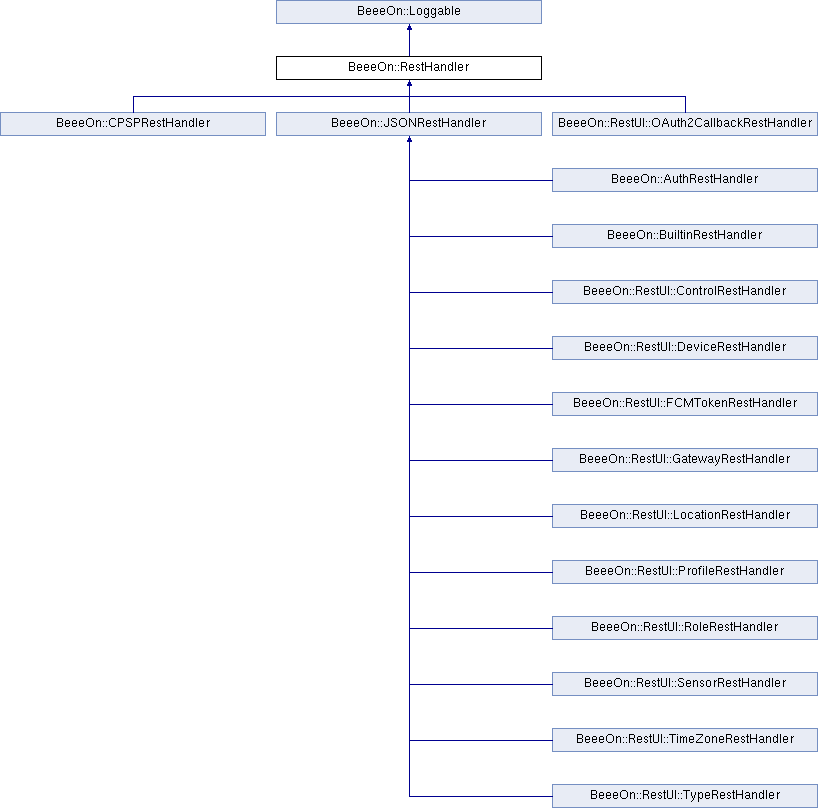 BeeeOn::Loggable
BeeeOn::RestHandler
BeeeOn::CPSPRestHandler
BeeeOn::JSONRestHandler
BeeeOn::RestUI::OAuth2CallbackRestHandler
BeeeOn::AuthRestHandler
BeeeOn::BuiltinRestHandler
BeeeOn::RestUI::ControlRestHandler
BeeeOn::RestUI::DeviceRestHandler
BeeeOn::RestUI::FCMTokenRestHandler
BeeeOn::RestUI::GatewayRestHandler
BeeeOn::RestUI::LocationRestHandler
BeeeOn::RestUI::ProfileRestHandler
BeeeOn::RestUI::RoleRestHandler
BeeeOn::RestUI::SensorRestHandler
BeeeOn::RestUI::TimeZoneRestHandler
BeeeOn::RestUI::TypeRestHandler